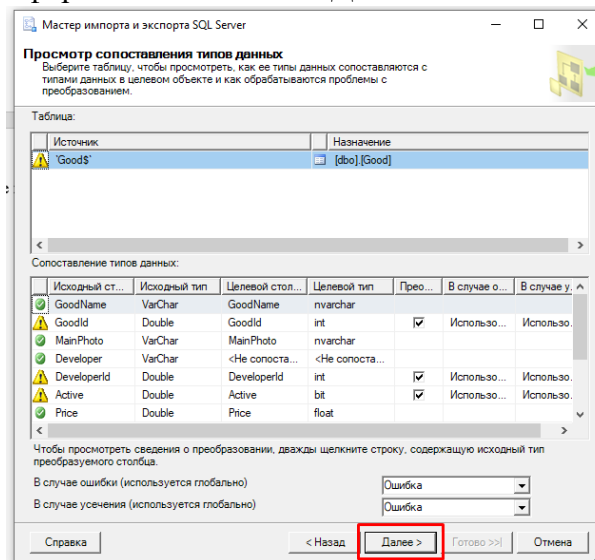 Мастер импорта и экспорта SQL Server
Просмотр сопоставления типов данных
Выберите таблицу, чтобы просмотреть, как ее типы данных сопоставляются с
типами данных в целевом объекте и как обрабатываются проблемы с
преобразованием.
Таблица:
Источник Назначение
'Good$' [dbo].[Good]
Сопоставление типов данных:
Исходный ст... Исходный тип Целевой стол... Целевой тип Прео... В случае о... В случае у.
GoodName VarChar GoodName nvarchar
GoodId Double GoodId int Использо... Использо.
MainPhoto VarChar MainPhoto nvarchar
Developer VarChar <Не сопоста... <Не сопоста...
DeveloperId Double DeveloperId int Использо... Использо.
Active Double Active bit Использо... Использо.
Price Double Price float
Чтобы просмотреть сведения о преобразовании, дважды щелкните строку, содержащую исходный тип
преобразуемого столбца.
В случае ошибки (используется глобально) Ошибка
В случае усечения (используется глобально) Ошибка
Справка < Назад Далее > Готово >>| Отмена